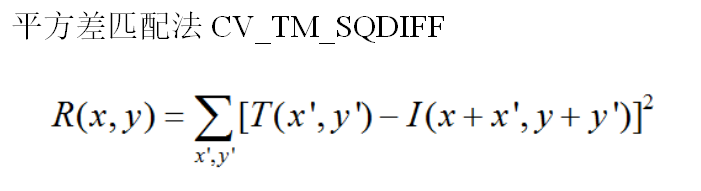 平方差匹配法 CV_TM_SQDIFF
R(x, y) = ∑[T(x', y') − I(x + x', y + y')]²
x', y'